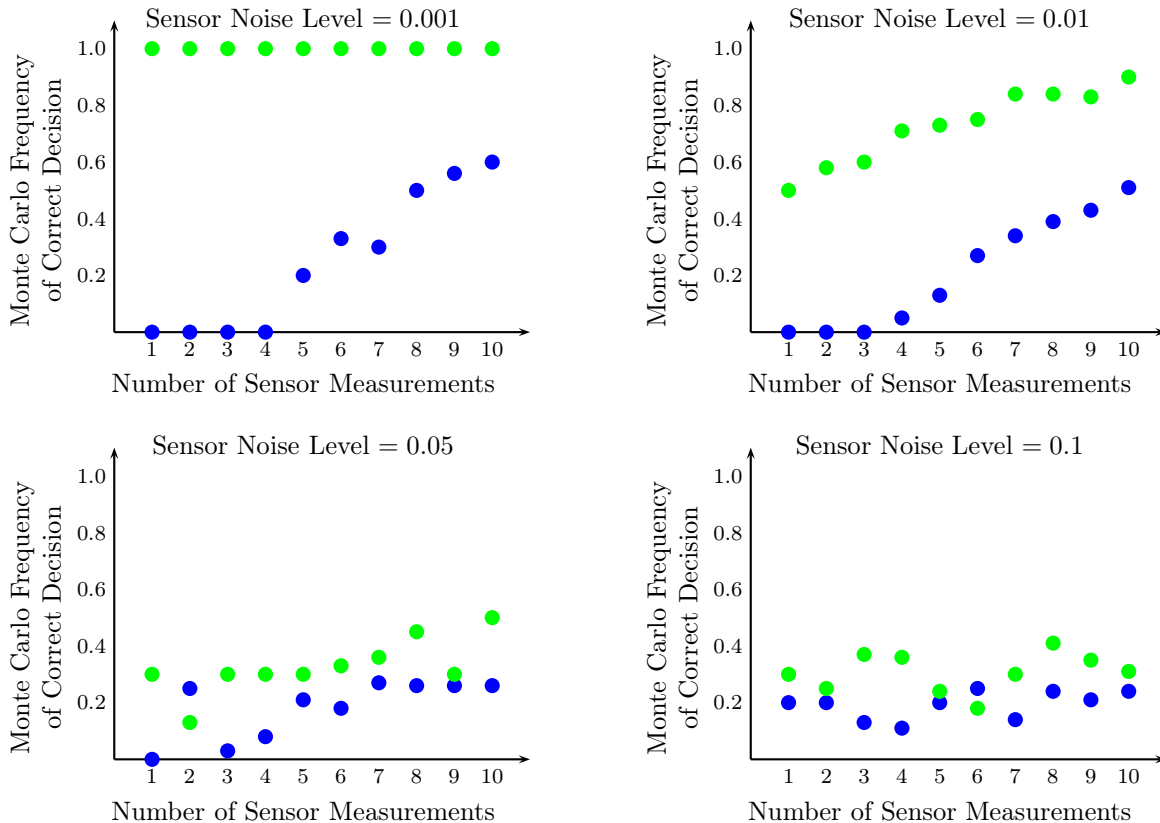 Sensor Noise Level = 0.001
Monte Carlo Frequency
of Correct Decision
1.0
0.8
0.6
0.4
0.2
1 2 3 4 5 6 7 8 9 10
Number of Sensor Measurements
Sensor Noise Level = 0.01
Monte Carlo Frequency
of Correct Decision
1.0
0.8
0.6
0.4
0.2
1 2 3 4 5 6 7 8 9 10
Number of Sensor Measurements
Sensor Noise Level = 0.05
Monte Carlo Frequency
of Correct Decision
1.0
0.8
0.6
0.4
0.2
1 2 3 4 5 6 7 8 9 10
Number of Sensor Measurements
Sensor Noise Level = 0.1
Monte Carlo Frequency
of Correct Decision
1.0
0.8
0.6
0.4
0.2
1 2 3 4 5 6 7 8 9 10
Number of Sensor Measurements